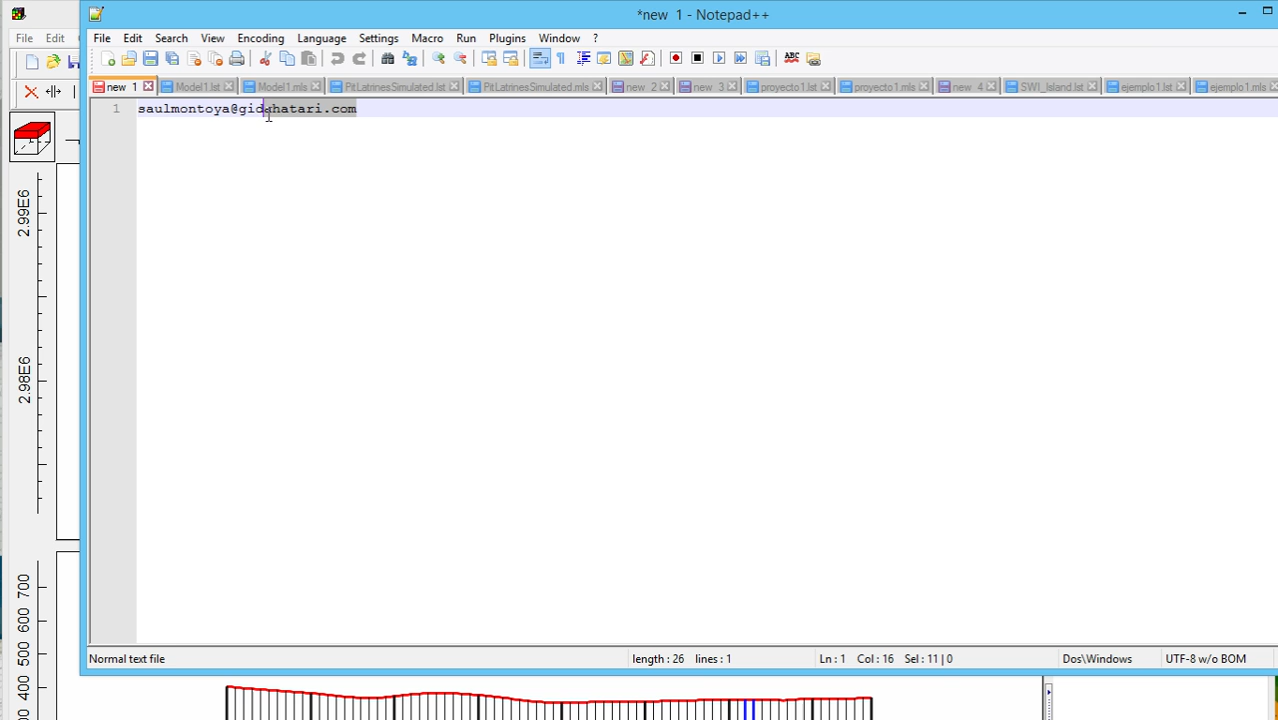 *new 1 - Notepad++
File Edit
File Edit Search View Encoding Language Settings Macro Run Plugins Window ?
new 1 Model1.lst Model1.mls PitLatrinesSimulated.lst PitLatrinesSimulated.mls new 2 new 3 proyecto1.lst proyecto1.mls new 4 SWI_Island.lst ejemplo1.lst ejemplo1.mls
1 saulmontoya@gidahatari.com
2.99E6
2.98E6
700
600
500
400
Normal text file length : 26 lines : 1 Ln : 1 Col : 16 Sel : 11 | 0 Dos\Windows UTF-8 w/o BOM